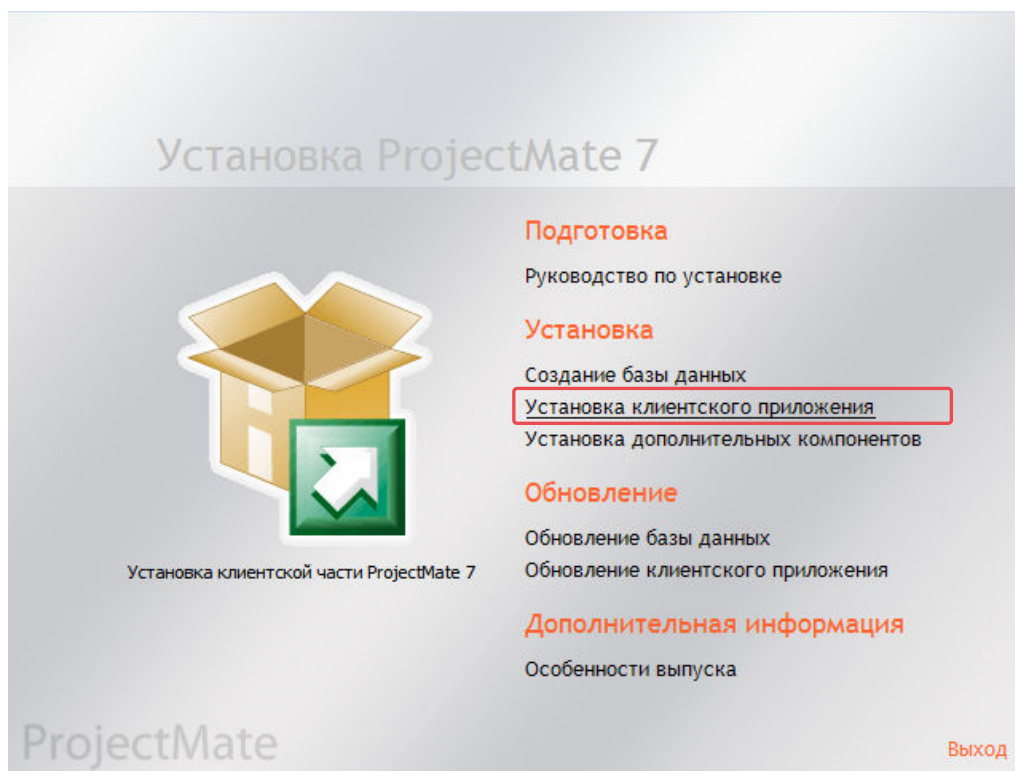 Установка ProjectMate 7
Подготовка
Руководство по установке
Установка
Создание базы данных
Установка клиентского приложения
Установка дополнительных компонентов
Обновление
Обновление базы данных
Обновление клиентского приложения
Дополнительная информация
Особенности выпуска
Установка клиентской части ProjectMate 7
ProjectMate
Выход